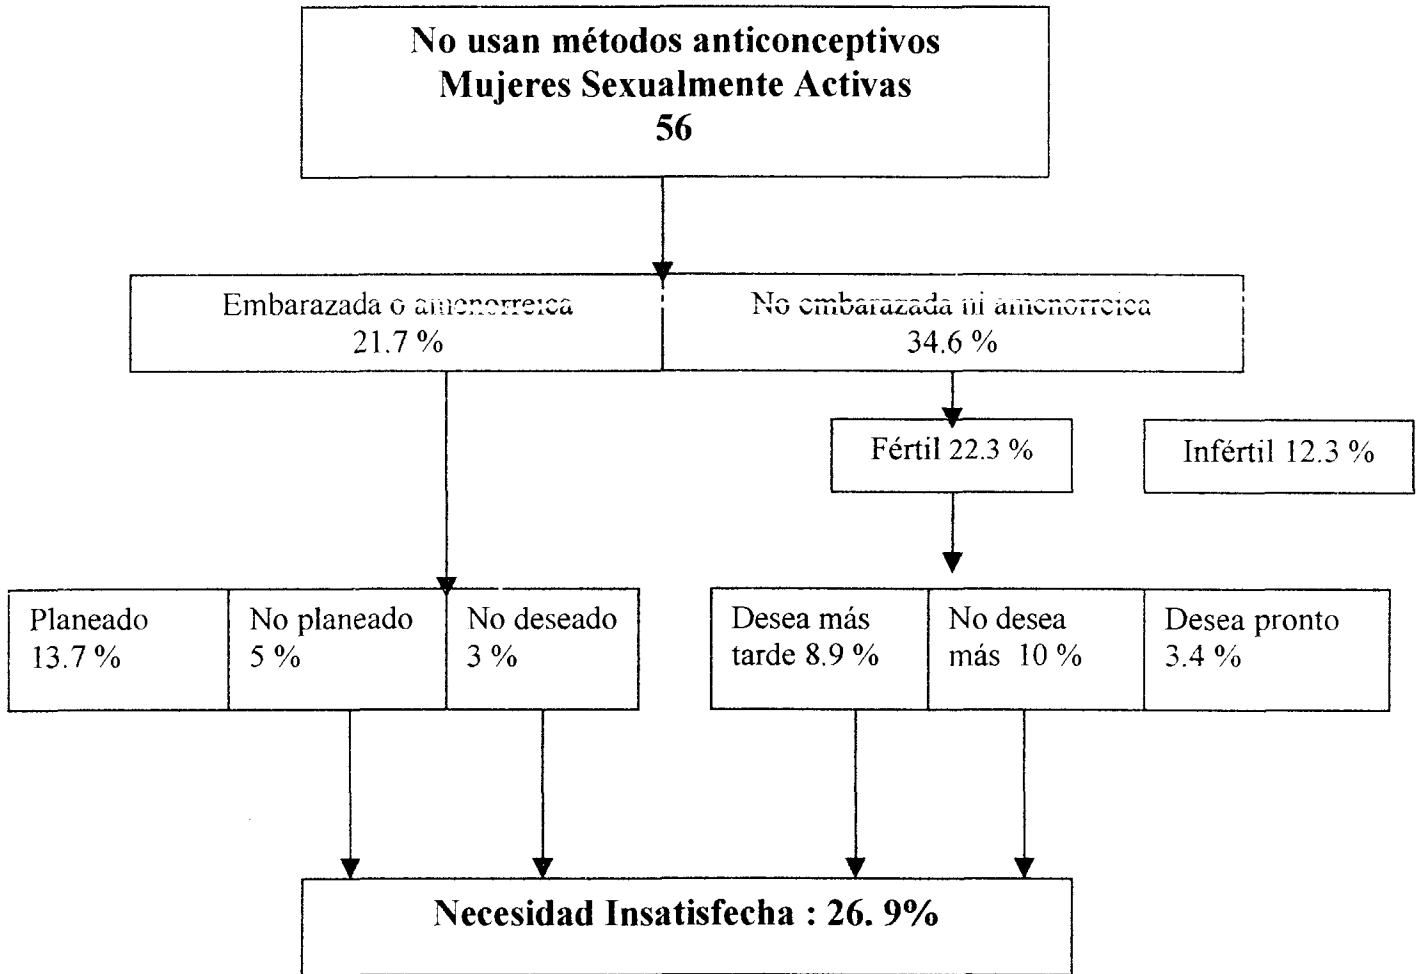 No usan métodos anticonceptivos
Mujeres Sexualmente Activas
56
Embarazada o amenorreica
21.7 %
No embarazada ni amenorreica
34.6 %
Fértil 22.3 %
Infértil 12.3 %
Planeado
13.7 %
No planeado
5 %
No deseado
3 %
Desea más
tarde 8.9 %
No desea
más 10 %
Desea pronto
3.4 %
Necesidad Insatisfecha : 26. 9%